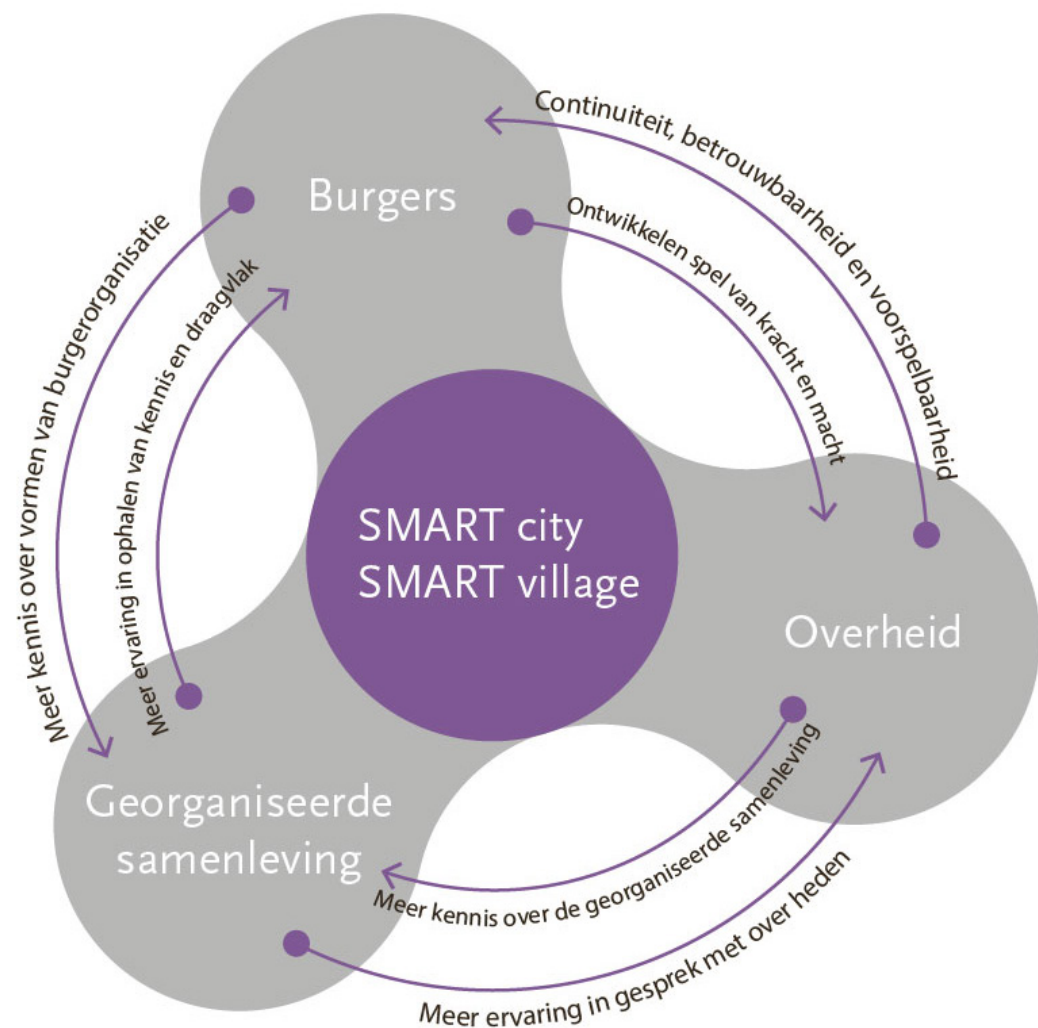 Continuiteit, betrouwbaarheid en voorspelbaarheid
Burgers
Ontwikkelen spel van kracht en macht
Meer kennis over vormen van burgerorganisatie
Meer ervaring in ophalen van kennis en draagvlak
SMART city
SMART village
Overheid
Georganiseerde
samenleving
Meer kennis over de georganiseerde samenleving
Meer ervaring in gesprek met over heden